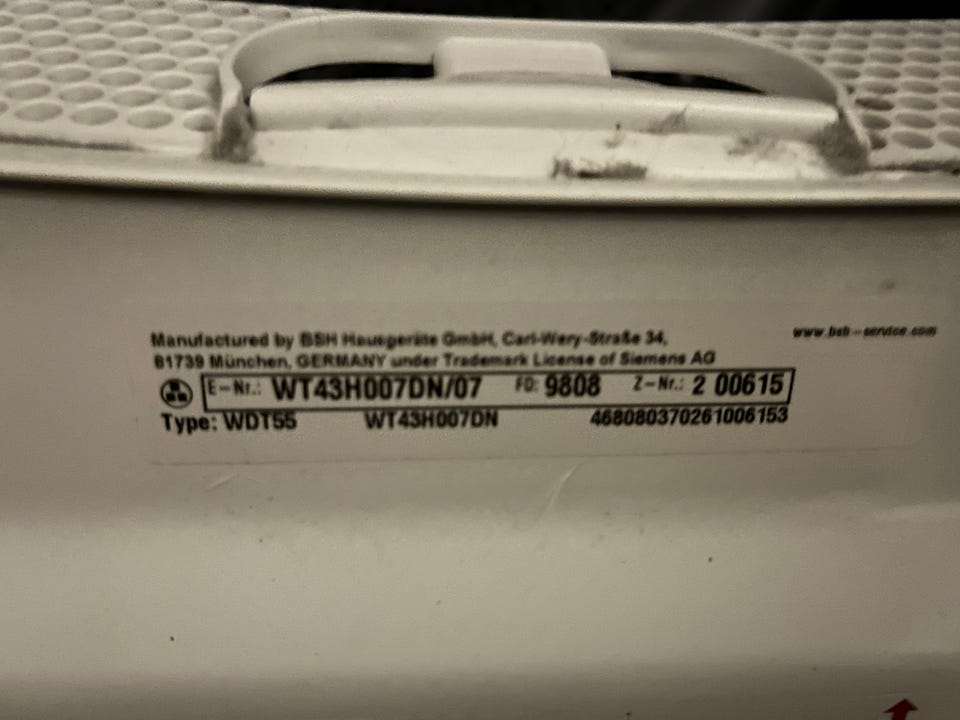 Manufactured by BSH Hausgeräte GmbH, Carl-Wery-Straße 34,
81739 München, GERMANY under Trademark License of Siemens AG
www.bsh-service.com
E-Nr.: WT43H007DN/07 FD: 9808 Z-Nr.: 2 00615
Type: WDT55 WT43H007DN 468080370261006153